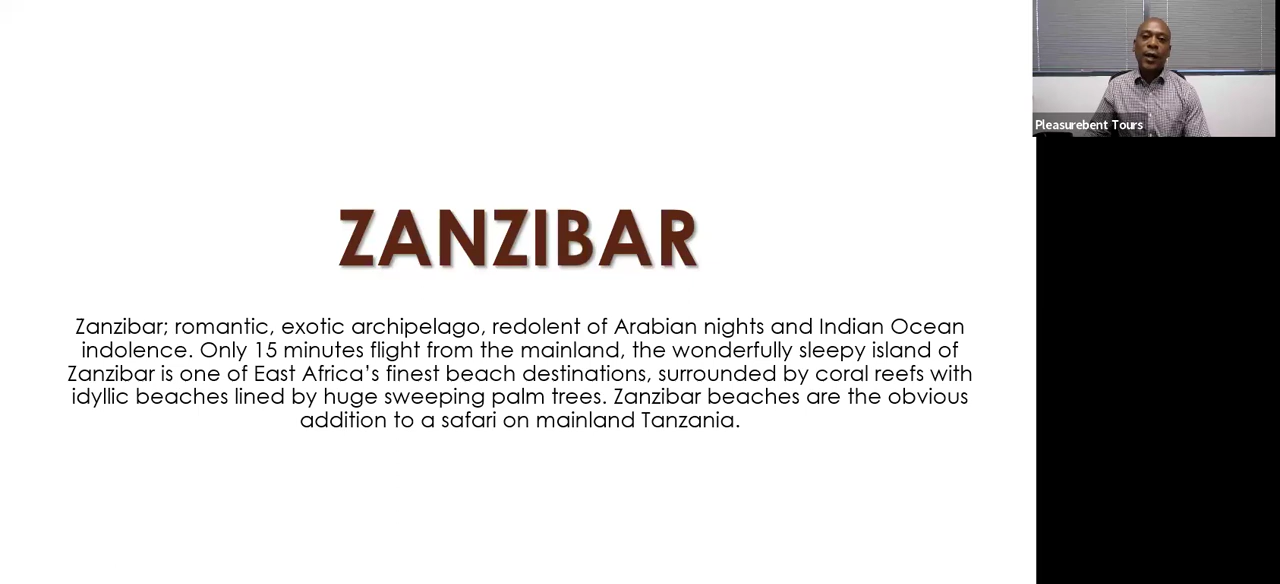 ZANZIBAR
Zanzibar; romantic, exotic archipelago, redolent of Arabian nights and Indian Ocean
indolence. Only 15 minutes flight from the mainland, the wonderfully sleepy island of
Zanzibar is one of East Africa’s finest beach destinations, surrounded by coral reefs with
idyllic beaches lined by huge sweeping palm trees. Zanzibar beaches are the obvious
addition to a safari on mainland Tanzania.
Pleasurebent Tours